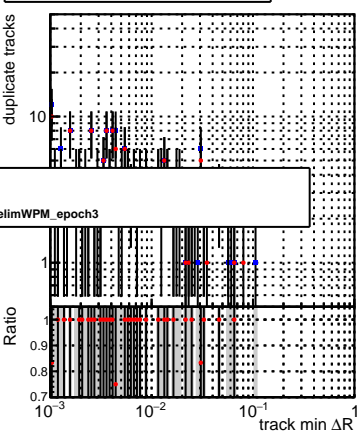 duplicate tracks
10
elimWPM_epoch3
1
Ratio
1
0.9
0.8
0.7
10⁻³ 10⁻² 10⁻¹ 1
track min ΔR